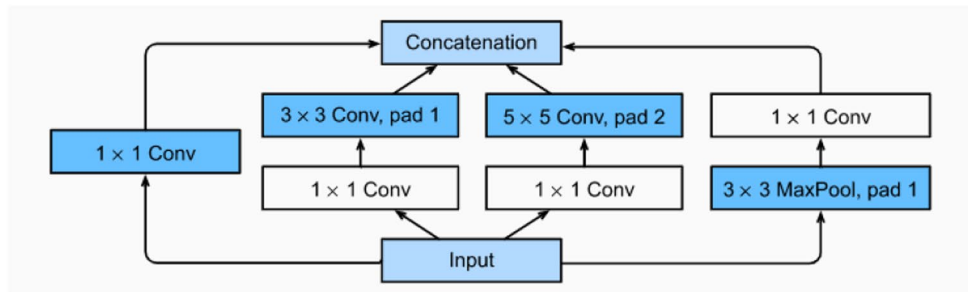 Concatenation
3 × 3 Conv, pad 1
5 × 5 Conv, pad 2
1 × 1 Conv
1 × 1 Conv
1 × 1 Conv
1 × 1 Conv
3 × 3 MaxPool, pad 1
Input